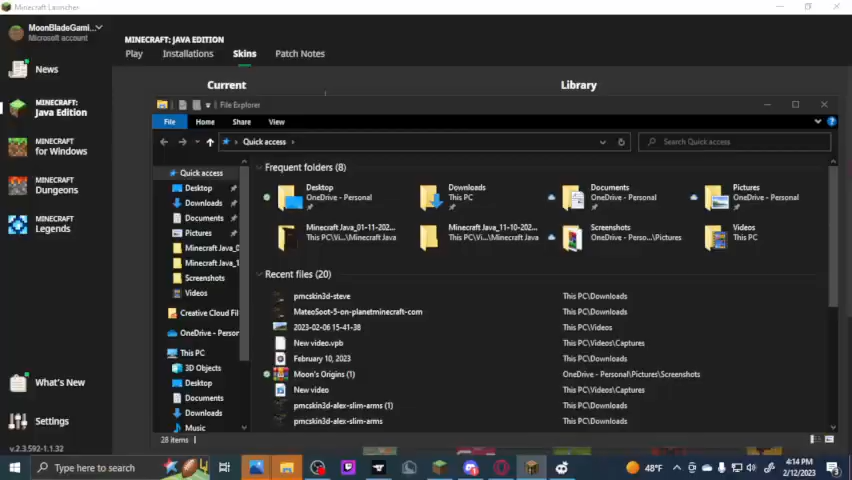 Minecraft Launcher
MoonBladeGami...
Microsoft account
MINECRAFT: JAVA EDITION
Play Installations Skins Patch Notes
News
Current Library
MINECRAFT:
Java Edition
MINECRAFT
for Windows
MINECRAFT
Dungeons
MINECRAFT
Legends
What's New
Settings
v.2.3.592-1.1.32
File Explorer
File Home Share View
Quick access
Search Quick access
Quick access
Desktop
Downloads
Documents
Pictures
Minecraft Java_0
Minecraft Java_1
Screenshots
Videos
Creative Cloud Fil
OneDrive - Person
This PC
3D Objects
Desktop
Documents
Downloads
Music
Frequent folders (8)
Desktop
OneDrive - Personal
Downloads
This PC
Documents
OneDrive - Personal
Pictures
OneDrive - Personal
Minecraft Java_01-11-202...
This PC\Vi...\Minecraft Java
Minecraft Java_11-10-202...
This PC\Vi...\Minecraft Java
Screenshots
OneDrive - Perso...\Pictures
Videos
This PC
Recent files (20)
pmcskin3d-steve This PC\Downloads
MateoSoot-5-on-planetminecraft-com This PC\Downloads
2023-02-06 15-41-38 This PC\Videos
New video.vpb This PC\Videos\Captures
February 10, 2023 This PC\Downloads
Moon's Origins (1) OneDrive - Personal\Pictures\Screenshots
New video This PC\Videos\Captures
pmcskin3d-alex-slim-arms (1) This PC\Downloads
pmcskin3d-alex-slim-arms This PC\Downloads
28 items
Type here to search
48°F
4:14 PM
2/12/2023
3